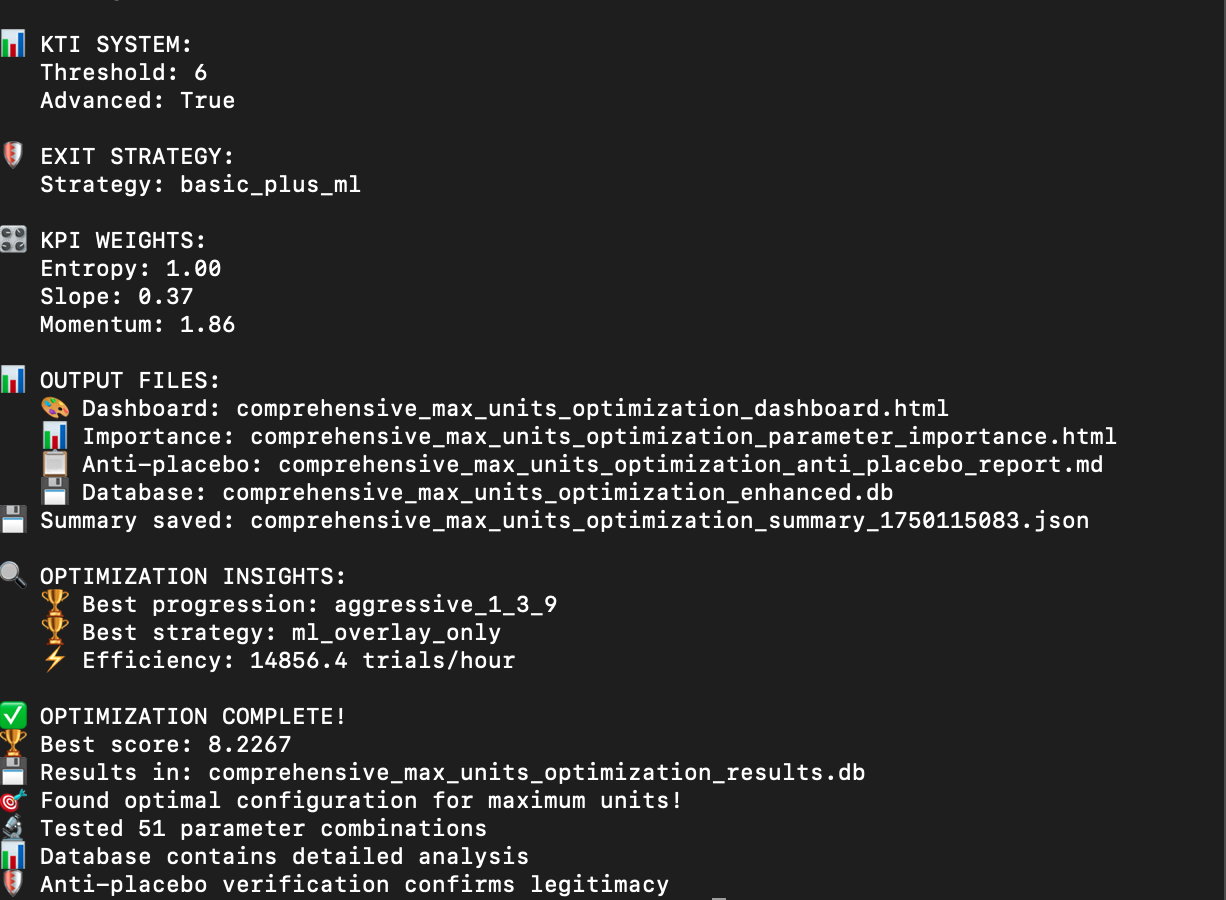 KTI SYSTEM:
Threshold: 6
Advanced: True
EXIT STRATEGY:
Strategy: basic_plus_ml
KPI WEIGHTS:
Entropy: 1.00
Slope: 0.37
Momentum: 1.86
OUTPUT FILES:
Dashboard: comprehensive_max_units_optimization_dashboard.html
Importance: comprehensive_max_units_optimization_parameter_importance.html
Anti-placebo: comprehensive_max_units_optimization_anti_placebo_report.md
Database: comprehensive_max_units_optimization_enhanced.db
Summary saved: comprehensive_max_units_optimization_summary_1750115083.json
OPTIMIZATION INSIGHTS:
Best progression: aggressive_1_3_9
Best strategy: ml_overlay_only
Efficiency: 14856.4 trials/hour
OPTIMIZATION COMPLETE!
Best score: 8.2267
Results in: comprehensive_max_units_optimization_results.db
Found optimal configuration for maximum units!
Tested 51 parameter combinations
Database contains detailed analysis
Anti-placebo verification confirms legitimacy